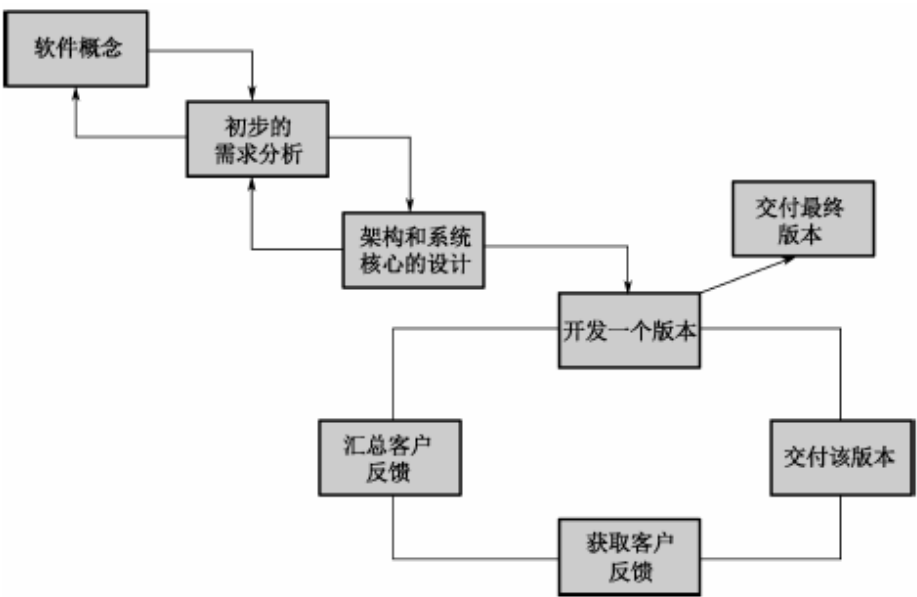 软件概念
初步的
需求分析
架构和系统
核心的设计
交付最终
版本
开发一个版本
汇总客户
反馈
交付该版本
获取客户
反馈